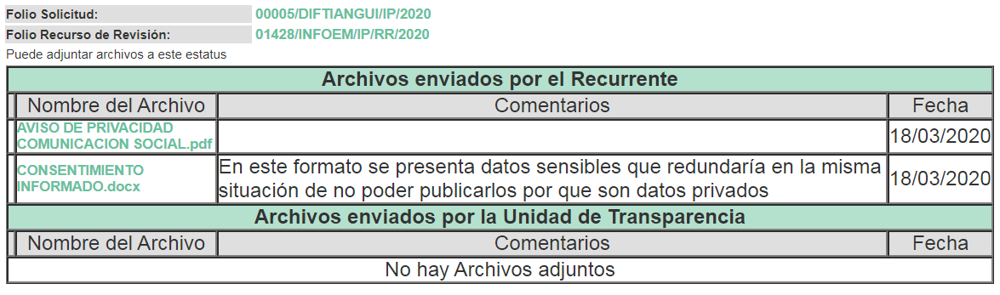 Folio Solicitud: 00005/DIFTIANGUI/IP/2020
Folio Recurso de Revisión: 01428/INFOEM/IP/RR/2020
Puede adjuntar archivos a este estatus
Archivos enviados por el Recurrente
Nombre del Archivo Comentarios Fecha
AVISO DE PRIVACIDAD
COMUNICACION SOCIAL.pdf 18/03/2020
CONSENTIMIENTO
INFORMADO.docx
En este formato se presenta datos sensibles que redundaría en la misma
situación de no poder publicarlos por que son datos privados
18/03/2020
Archivos enviados por la Unidad de Transparencia
Nombre del Archivo Comentarios Fecha
No hay Archivos adjuntos